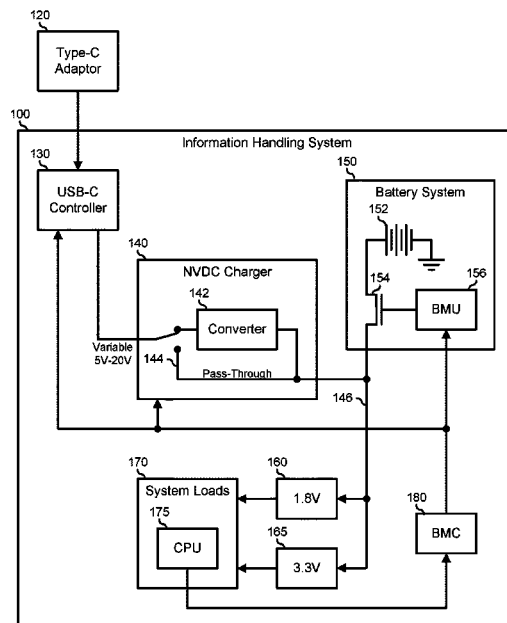 120
Type-C
Adaptor
100
Information Handling System
130
USB-C
Controller
150
Battery System
152
154
156
BMU
140
NVDC Charger
142
Converter
Variable
5V-20V
144
Pass-Through
146
170
System Loads
175
CPU
160
1.8V
165
3.3V
180
BMC